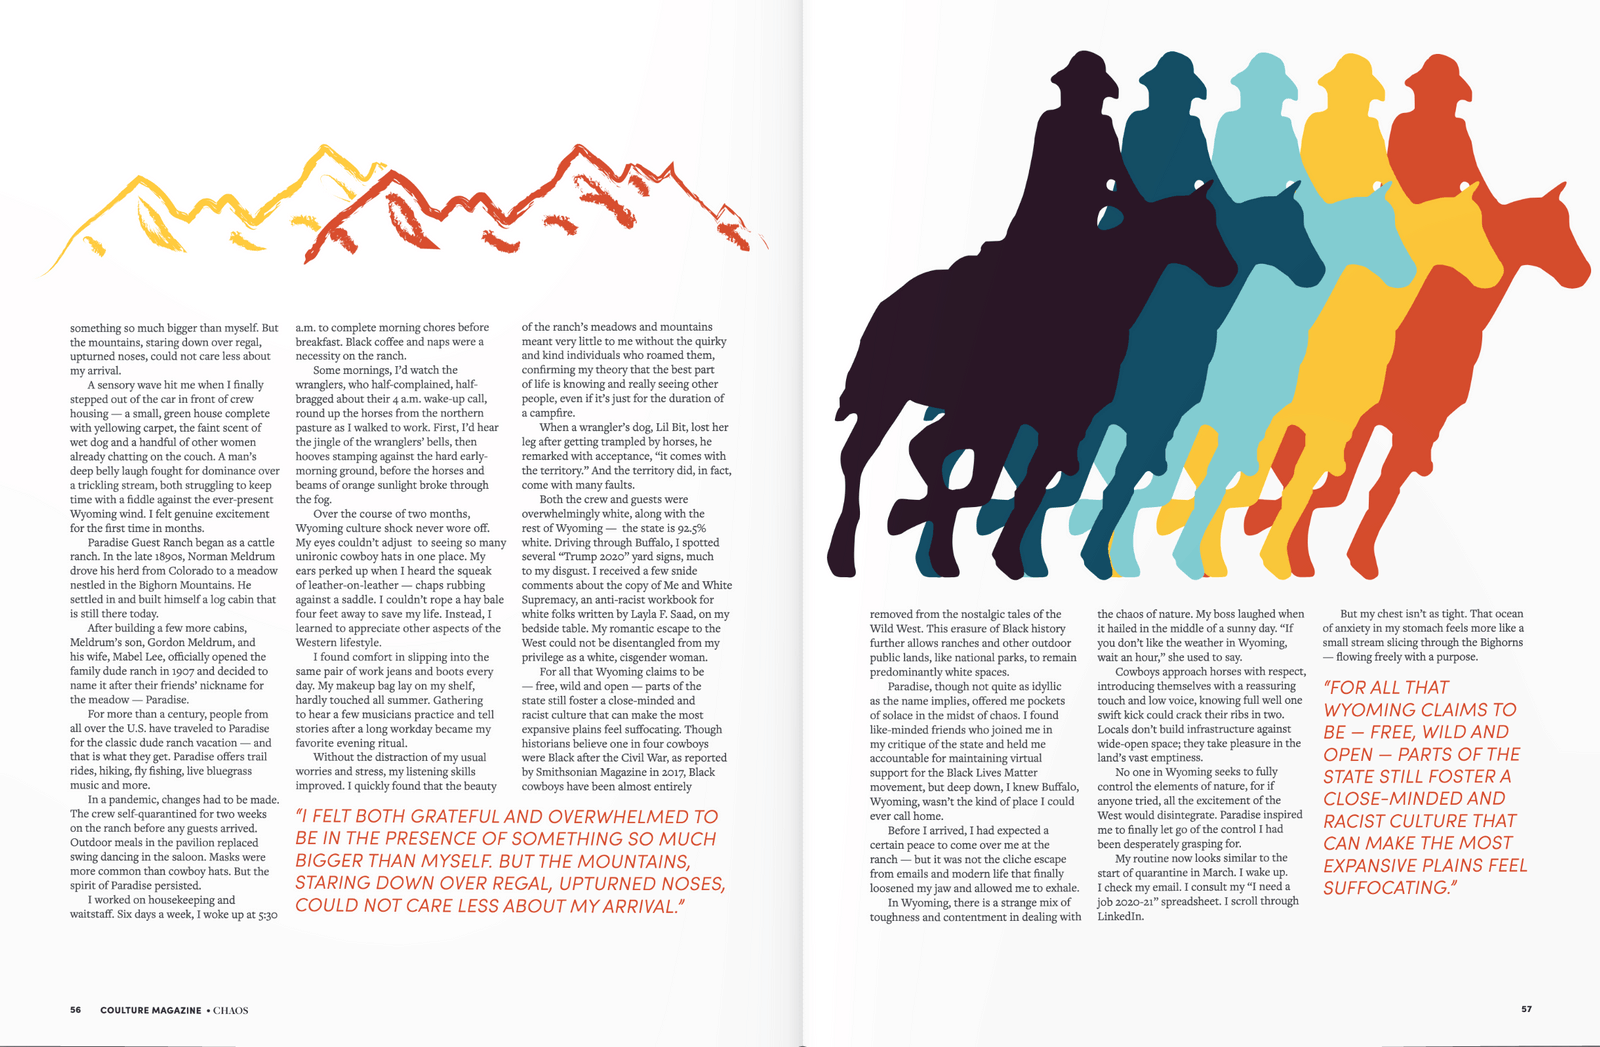 something so much bigger than myself. But
the mountains, staring down over regal,
upturned noses, could not care less about
my arrival.
A sensory wave hit me when I finally
stepped out of the car in front of crew
housing — a small, green house complete
with yellowing carpet, the faint scent of
wet dog and a handful of other women
already chatting on the couch. A man's
deep belly laugh fought for dominance over
a trickling stream, both struggling to keep
time with a fiddle against the ever-present
Wyoming wind. I felt genuine excitement
for the first time in months.
Paradise Guest Ranch began as a cattle
ranch. In the late 1890s, Norman Meldrum
drove his herd from Colorado to a meadow
nestled in the Bighorn Mountains. He
settled in and built himself a log cabin that
is still there today.
After building a few more cabins,
Meldrum's son, Gordon Meldrum, and
his wife, Mabel Lee, officially opened the
family dude ranch in 1907 and decided to
name it after their friends' nickname for
the meadow — Paradise.
For more than a century, people from
all over the U.S. have traveled to Paradise
for the classic dude ranch vacation — and
that is what they get. Paradise offers trail
rides, hiking, fly fishing, live bluegrass
music and more.
In a pandemic, changes had to be made.
The crew self-quarantined for two weeks
on the ranch before any guests arrived.
Outdoor meals in the pavilion replaced
swing dancing in the saloon. Masks were
more common than cowboy hats. But the
spirit of Paradise persisted.
I worked on housekeeping and
waitstaff. Six days a week, I woke up at 5:30
a.m. to complete morning chores before
breakfast. Black coffee and naps were a
necessity on the ranch.
Some mornings, I'd watch the
wranglers, who half-complained, half-
bragged about their 4 a.m. wake-up call,
round up the horses from the northern
pasture as I walked to work. First, I'd hear
the jingle of the wranglers' bells, then
hooves stamping against the hard early-
morning ground, before the horses and
beams of orange sunlight broke through
the fog.
Over the course of two months,
Wyoming culture shock never wore off.
My eyes couldn't adjust to seeing so many
unironic cowboy hats in one place. My
ears perked up when I heard the squeak
of leather-on-leather — chaps rubbing
against a saddle. I couldn't rope a hay bale
four feet away to save my life. Instead, I
learned to appreciate other aspects of the
Western lifestyle.
I found comfort in slipping into the
same pair of work jeans and boots every
day. My makeup bag lay on my shelf,
hardly touched all summer. Gathering
to hear a few musicians practice and tell
stories after a long workday became my
favorite evening ritual.
Without the distraction of my usual
worries and stress, my listening skills
improved. I quickly found that the beauty
of the ranch's meadows and mountains
meant very little to me without the quirky
and kind individuals who roamed them,
confirming my theory that the best part
of life is knowing and really seeing other
people, even if it's just for the duration of
a campfire.
When a wrangler's dog, Lil Bit, lost her
leg after getting trampled by horses, he
remarked with acceptance, "it comes with
the territory." And the territory did, in fact,
come with many faults.
Both the crew and guests were
overwhelmingly white, along with the
rest of Wyoming — the state is 92.5%
white. Driving through Buffalo, I spotted
several "Trump 2020" yard signs, much
to my disgust. I received a few snide
comments about the copy of Me and White
Supremacy, an anti-racist workbook for
white folks written by Layla F. Saad, on my
bedside table. My romantic escape to the
West could not be disentangled from my
privilege as a white, cisgender woman.
For all that Wyoming claims to be
— free, wild and open — parts of the
state still foster a close-minded and
racist culture that can make the most
expansive plains feel suffocating. Though
historians believe one in four cowboys
were Black after the Civil War, as reported
by Smithsonian Magazine in 2017, Black
cowboys have been almost entirely
"I FELT BOTH GRATEFUL AND OVERWHELMED TO
BE IN THE PRESENCE OF SOMETHING SO MUCH
BIGGER THAN MYSELF. BUT THE MOUNTAINS,
STARING DOWN OVER REGAL, UPTURNED NOSES,
COULD NOT CARE LESS ABOUT MY ARRIVAL."
56 COULTURE MAGAZINE • CHAOS
removed from the nostalgic tales of the
Wild West. This erasure of Black history
further allows ranches and other outdoor
public lands, like national parks, to remain
predominantly white spaces.
Paradise, though not quite as idyllic
as the name implies, offered me pockets
of solace in the midst of chaos. I found
like-minded friends who joined me in
my critique of the state and held me
accountable for maintaining virtual
support for the Black Lives Matter
movement, but deep down, I knew Buffalo,
Wyoming, wasn't the kind of place I could
ever call home.
Before I arrived, I had expected a
certain peace to come over me at the
ranch — but it was not the cliche escape
from emails and modern life that finally
loosened my jaw and allowed me to exhale.
In Wyoming, there is a strange mix of
toughness and contentment in dealing with
the chaos of nature. My boss laughed when
it hailed in the middle of a sunny day. "If
you don't like the weather in Wyoming,
wait an hour," she used to say.
Cowboys approach horses with respect,
introducing themselves with a reassuring
touch and low voice, knowing full well one
swift kick could crack their ribs in two.
Locals don't build infrastructure against
wide-open space; they take pleasure in the
land's vast emptiness.
No one in Wyoming seeks to fully
control the elements of nature, for if
anyone tried, all the excitement of the
West would disintegrate. Paradise inspired
me to finally let go of the control I had
been desperately grasping for.
My routine now looks similar to the
start of quarantine in March. I wake up.
I check my email. I consult my "I need a
job 2020-21" spreadsheet. I scroll through
LinkedIn.
But my chest isn't as tight. That ocean
of anxiety in my stomach feels more like a
small stream slicing through the Bighorns
— flowing freely with a purpose.
"FOR ALL THAT
WYOMING CLAIMS TO
BE — FREE, WILD AND
OPEN — PARTS OF THE
STATE STILL FOSTER A
CLOSE-MINDED AND
RACIST CULTURE THAT
CAN MAKE THE MOST
EXPANSIVE PLAINS FEEL
SUFFOCATING."
57